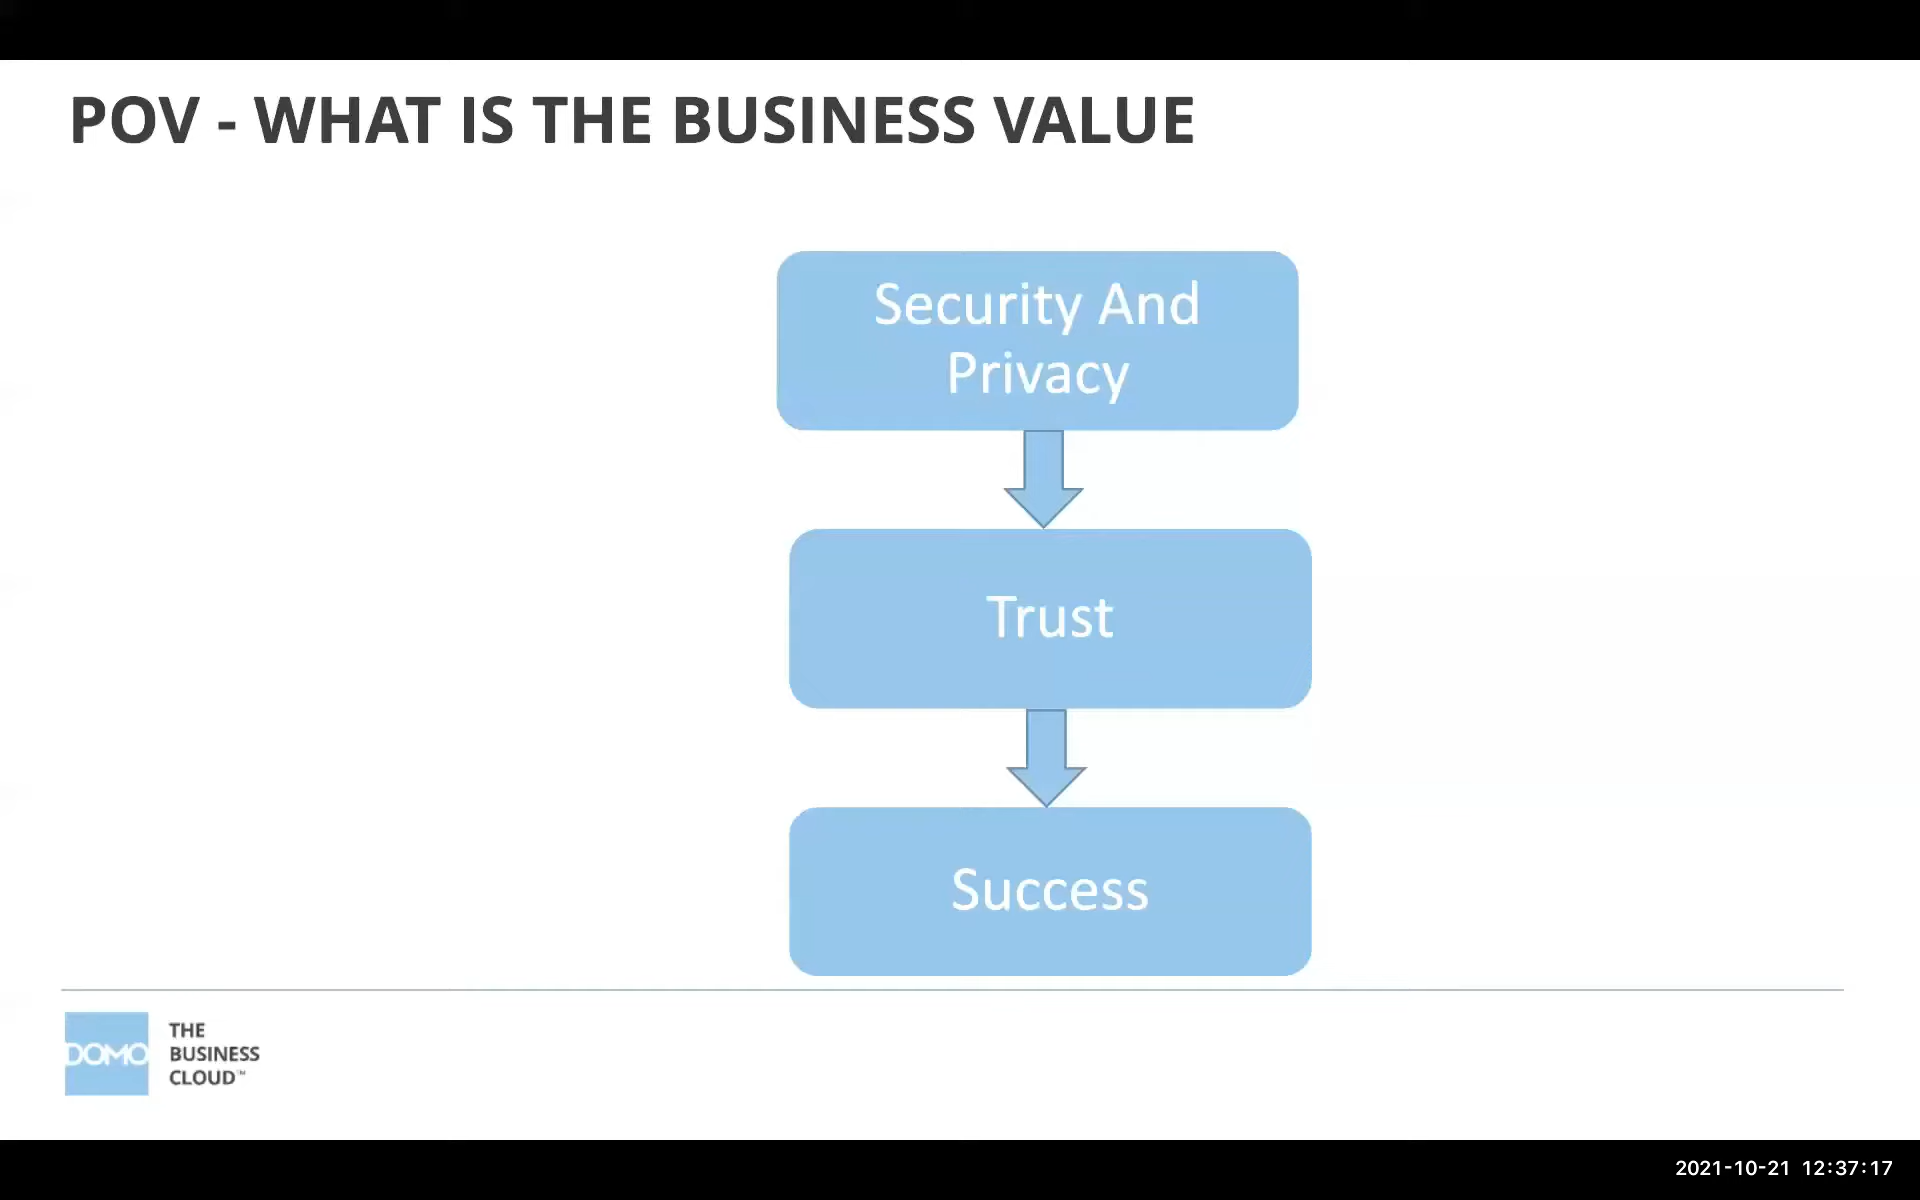 POV - WHAT IS THE BUSINESS VALUE
Security And
Privacy
Trust
Success
DOMO
THE
BUSINESS
CLOUD™
2021-10-21 12:37:17